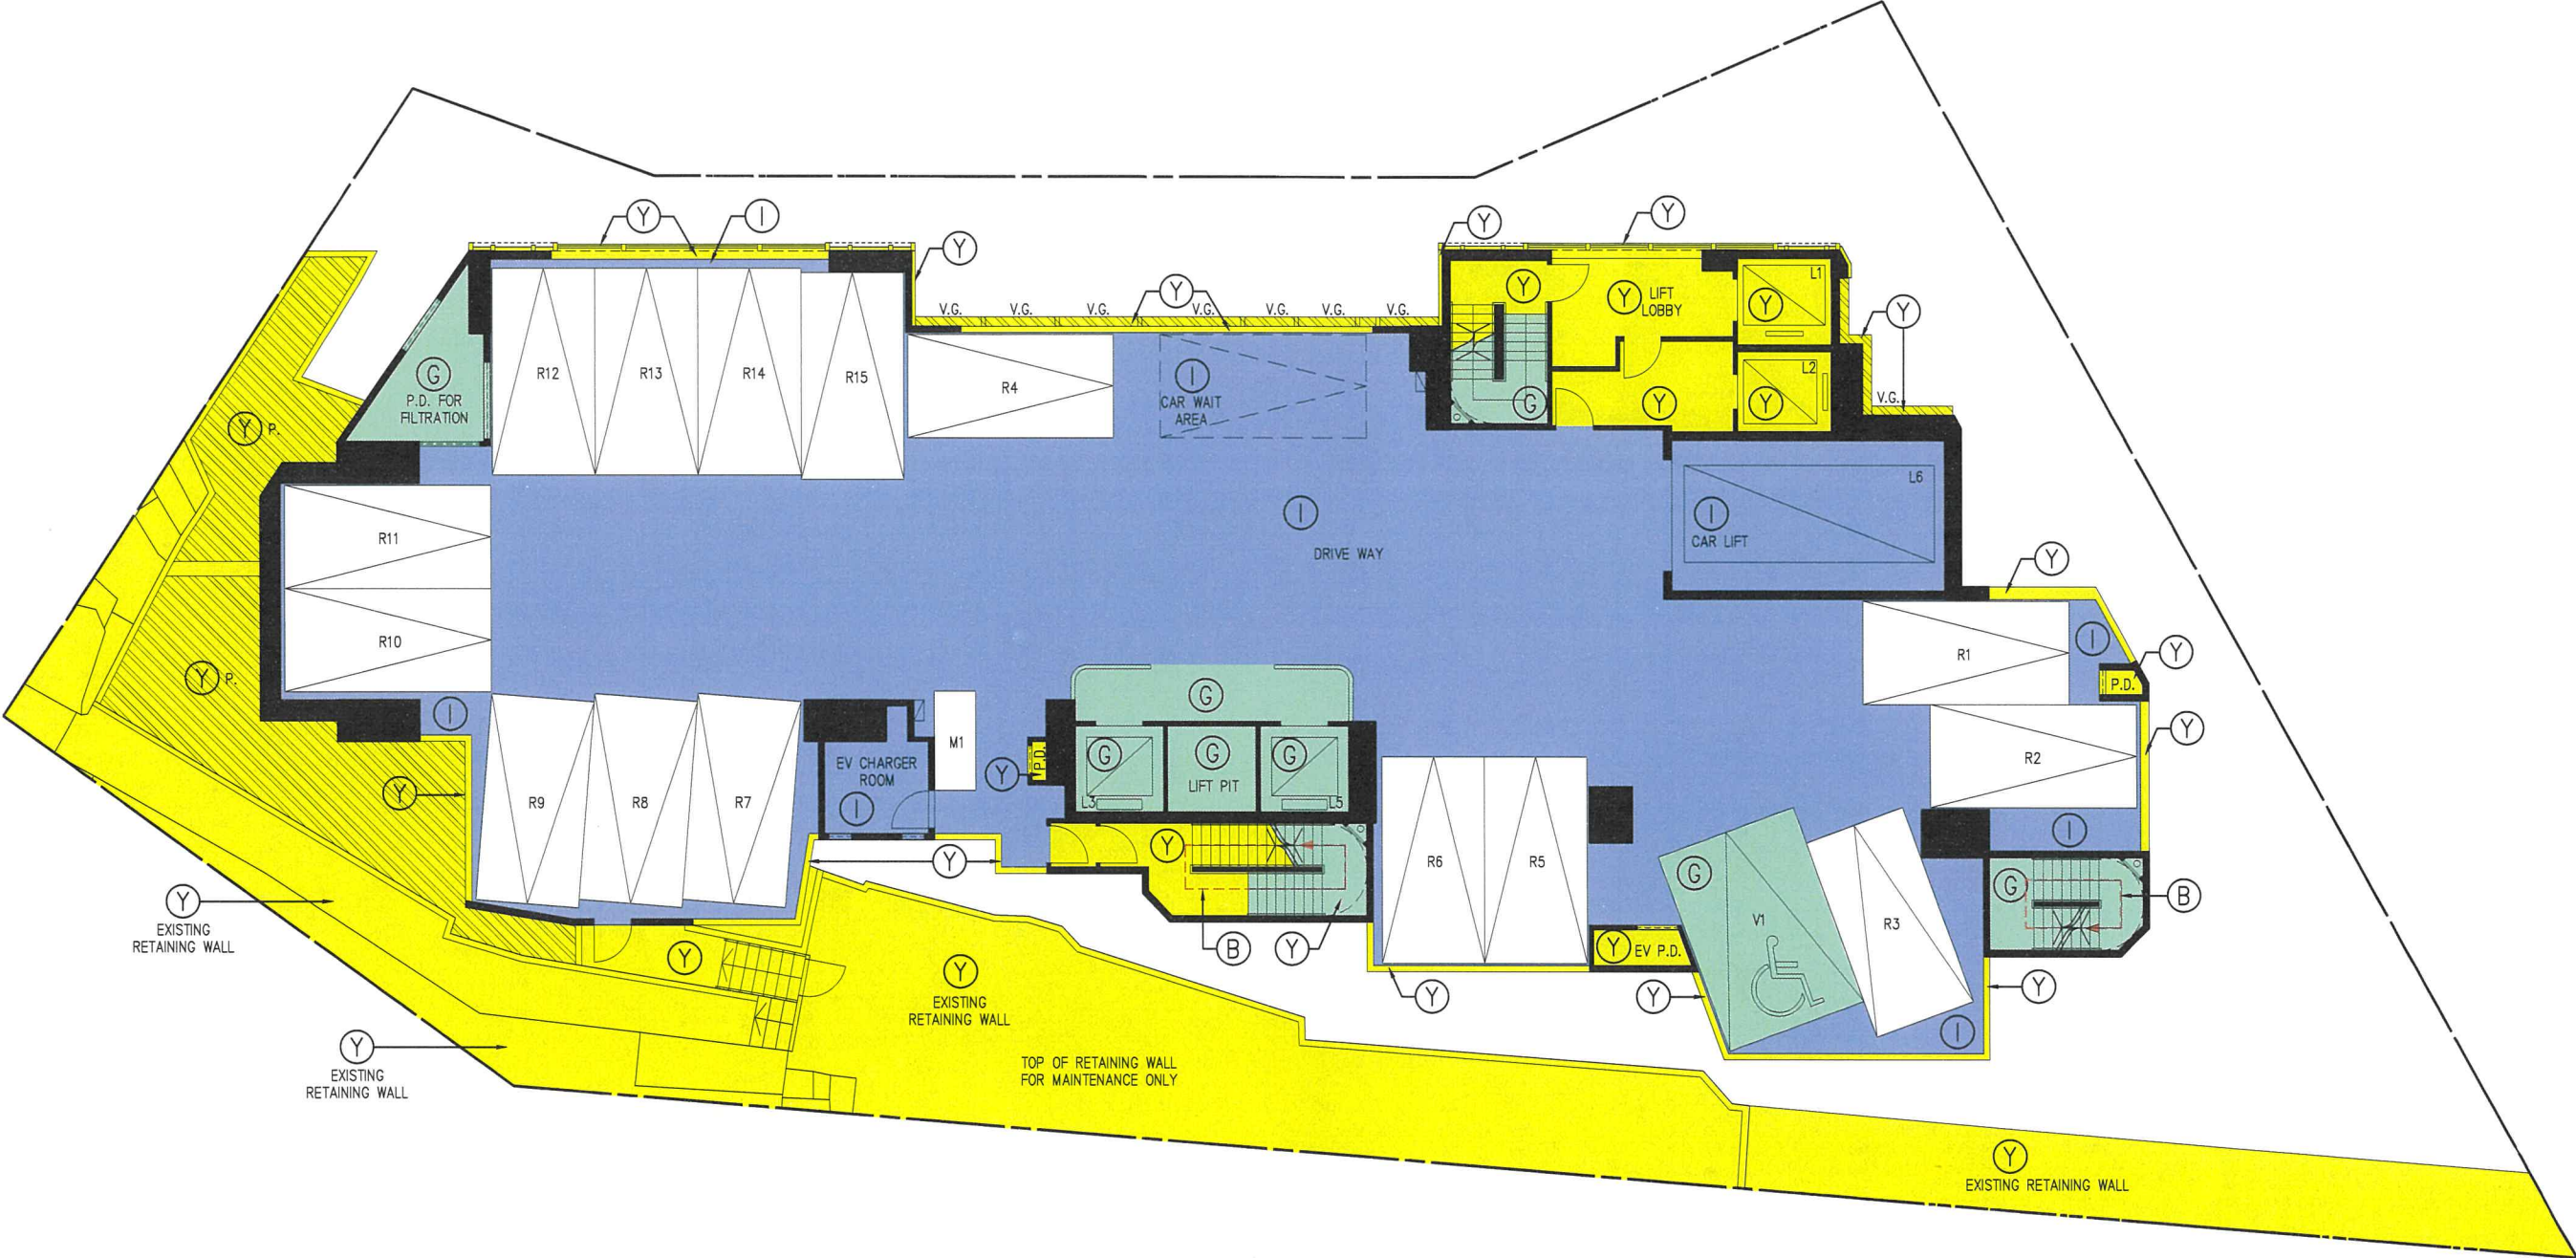 Y
I
Y
Y
V.G.
V.G.
V.G.
V.G.
V.G.
V.G.
V.G.
Y
Y
Y
Y
LIFT
LOBBY
L1
Y
Y
G
P.D. FOR
FILTRATION
R12
R13
R14
R15
R4
I
CAR WAIT
AREA
G
Y
L2
Y
V.G.
Y P.
R11
I
DRIVE WAY
L6
I
CAR LIFT
Y
R10
Y P.
I
R1
I
Y
P.D.
G
M1
R2
Y
EV CHARGER
ROOM
I
Y
P.D.
G
L3
G
LIFT PIT
G
L5
Y
R9
R8
R7
Y
Y
R6
R5
G
V1
R3
I
G
B
Y
EXISTING
RETAINING WALL
Y
B
Y
Y EV P.D.
Y
EXISTING
RETAINING WALL
Y
Y
I
Y
Y
EXISTING
RETAINING WALL
TOP OF RETAINING WALL
FOR MAINTENANCE ONLY
Y
EXISTING RETAINING WALL